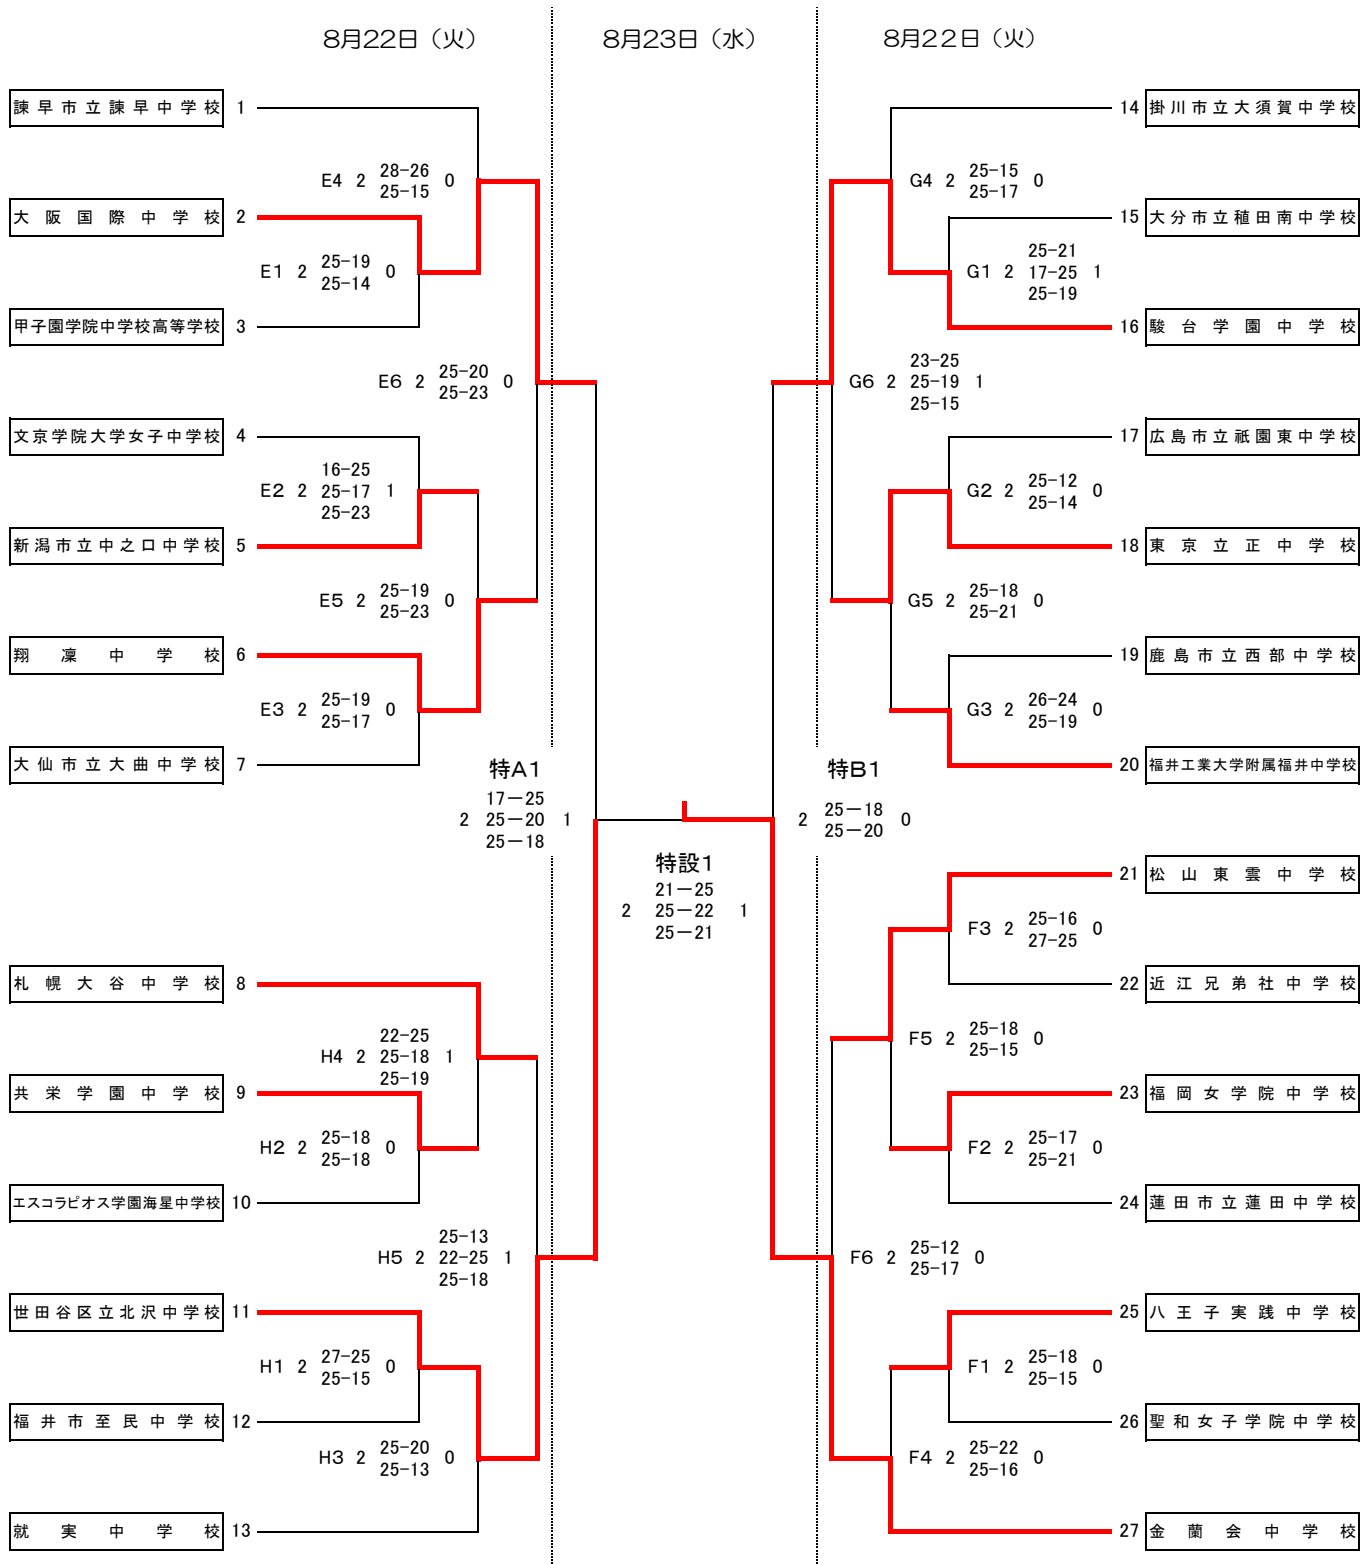 8月22日（火）
8月23日（水）
8月22日（火）
諫早市立諫早中学校 1
E4 2 28-26 0
25-15
大阪国際中学校 2
E1 2 25-19 0
25-14
甲子園学院中学校高等学校 3
E6 2 25-20 0
25-23
文京学院大学女子中学校 4
16-25
E2 2 25-17 1
25-23
新潟市立中之口中学校 5
E5 2 25-19 0
25-23
翔凜中学校 6
E3 2 25-19 0
25-17
大仙市立大曲中学校 7
特A1
17－25
2 25－20 1
25－18
札幌大谷中学校 8
22-25
H4 2 25-18 1
25-19
共栄学園中学校 9
H2 2 25-18 0
25-18
エスコラピオス学園海星中学校 10
25-13
H5 2 22-25 1
25-18
世田谷区立北沢中学校 11
H1 2 27-25 0
25-15
福井市至民中学校 12
H3 2 25-20 0
25-13
就実中学校 13
特設1
21－25
2 25－22 1
25－21
14 掛川市立大須賀中学校
G4 2 25-15 0
25-17
15 大分市立稙田南中学校
25-21
G1 2 17-25 1
25-19
16 駿台学園中学校
23-25
G6 2 25-19 1
25-15
17 広島市立祇園東中学校
G2 2 25-12 0
25-14
18 東京立正中学校
G5 2 25-18 0
25-21
19 鹿島市立西部中学校
G3 2 26-24 0
25-19
20 福井工業大学附属福井中学校
特B1
2 25－18 0
25－20
21 松山東雲中学校
F3 2 25-16 0
27-25
22 近江兄弟社中学校
F5 2 25-18 0
25-15
23 福岡女学院中学校
F2 2 25-17 0
25-21
24 蓮田市立蓮田中学校
F6 2 25-12 0
25-17
25 八王子実践中学校
F1 2 25-18 0
25-15
26 聖和女子学院中学校
F4 2 25-22 0
25-16
27 金蘭会中学校